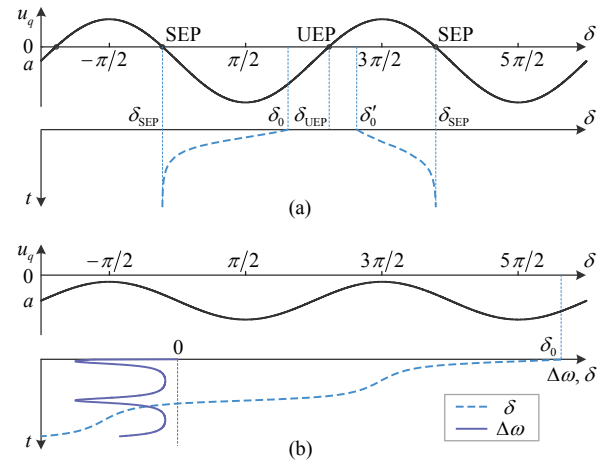 (a)
u_q
SEP
UEP
SEP
0
δ
a
−π/2
π/2
3π/2
5π/2
δ_SEP
δ_0
δ_UEP
δ′_0
δ_SEP
δ
t
(a)
u_q
−π/2
π/2
3π/2
5π/2
δ
0
a
0
δ_0
Δω, δ
δ
Δω
t
(b)